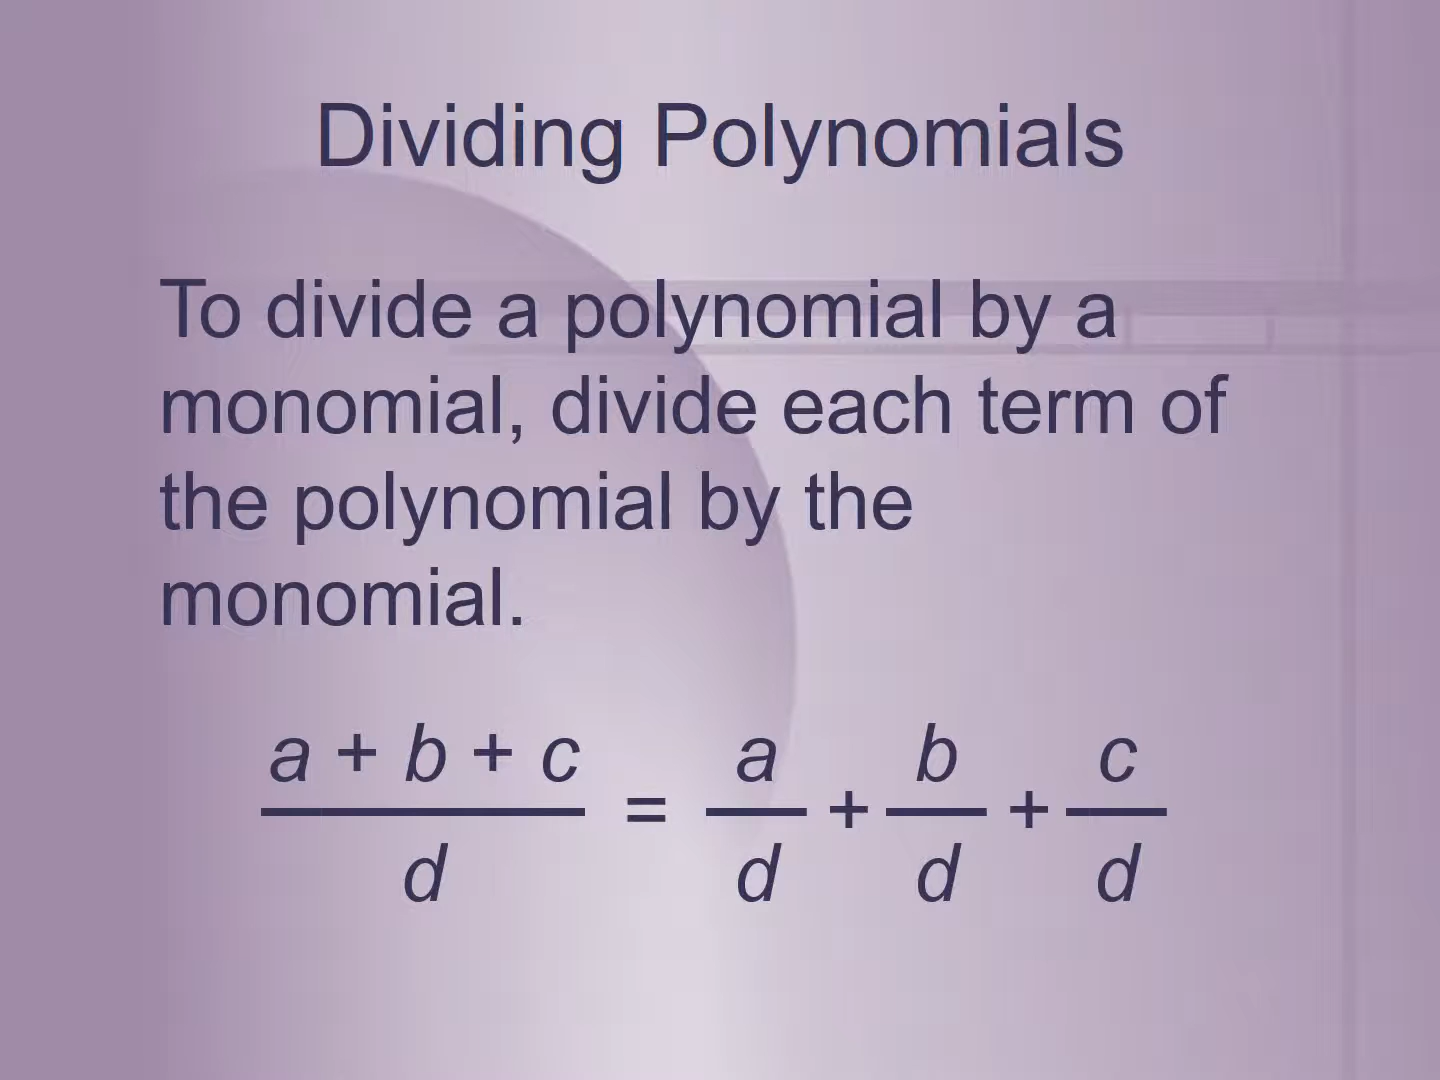 Dividing Polynomials
To divide a polynomial by a
monomial, divide each term of
the polynomial by the
monomial.
a + b + c / d = a / d + b / d + c / d